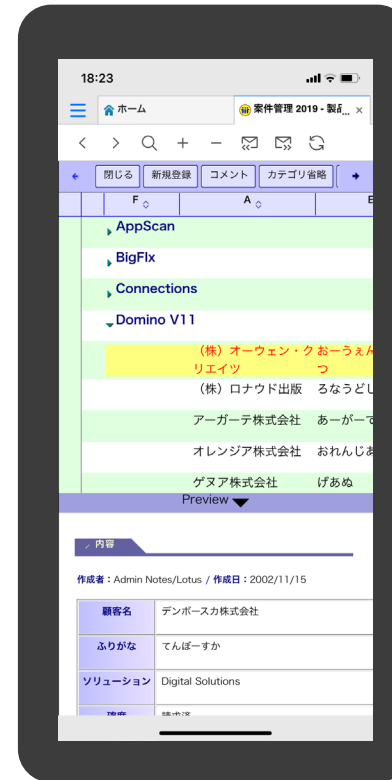 18:23
ホーム
案件管理 2019 - 製品... ×
閉じる 新規登録 コメント カテゴリ省略
F A E
AppScan
BigFIx
Connections
Domino V11
（株）オーウェン・ク おーうぇん
リエイツ つ
（株）ロナウド出版 ろなうどし
アーガーテ株式会社 あーがーて
オレンジア株式会社 おれんじあ
ゲヌア株式会社 げあぬ
Preview
内容
作成者：Admin Notes/Lotus / 作成日：2002/11/15
顧客名 デンボースカ株式会社
ふりがな てんぼーすか
ソリューション Digital Solutions
確度 請求済